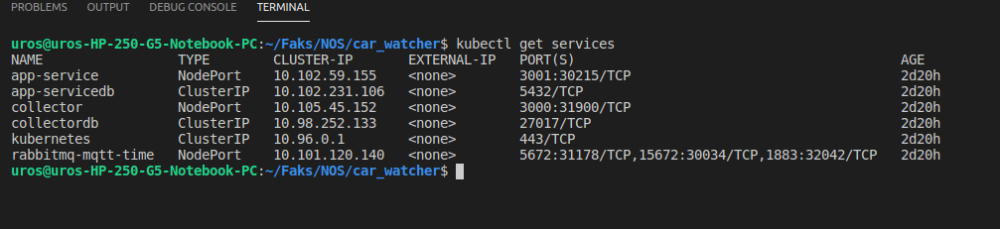 PROBLEMS OUTPUT DEBUG CONSOLE TERMINAL
uros@uros-HP-250-G5-Notebook-PC:~/Faks/NOS/car_watcher$ kubectl get services
NAME TYPE CLUSTER-IP EXTERNAL-IP PORT(S) AGE
app-service NodePort 10.102.59.155 <none> 3001:30215/TCP 2d20h
app-servicedb ClusterIP 10.102.231.106 <none> 5432/TCP 2d20h
collector NodePort 10.105.45.152 <none> 3000:31900/TCP 2d20h
collectordb ClusterIP 10.98.252.133 <none> 27017/TCP 2d20h
kubernetes ClusterIP 10.96.0.1 <none> 443/TCP 2d20h
rabbitmq-mqtt-time NodePort 10.101.120.140 <none> 5672:31178/TCP,15672:30034/TCP,1883:32042/TCP 2d20h
uros@uros-HP-250-G5-Notebook-PC:~/Faks/NOS/car_watcher$